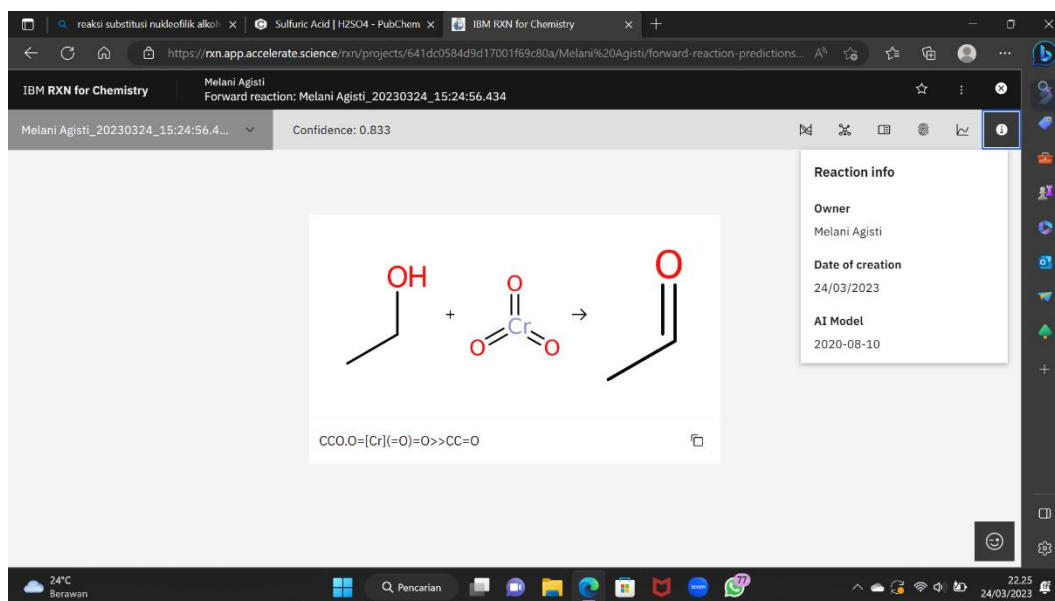 reaksi substitusi nukleofilik alkoh
Sulfuric Acid | H2SO4 - PubChem
IBM RXN for Chemistry
https://rxn.app.accelerate.science/rxn/projects/641dc0584d9d17001f69c80a/Melani%20Agisti/forward-reaction-predictions...
IBM RXN for Chemistry
Melani Agisti
Forward reaction: Melani Agisti_20230324_15:24:56.434
Melani Agisti_20230324_15:24:56.4...
Confidence: 0.833
Reaction info
Owner
Melani Agisti
Date of creation
24/03/2023
AI Model
2020-08-10
OH
+
O
Cr
O
O
→
O
CCO.O=[Cr](=O)=O>>CC=O
24°C
Berawan
Q Pencarian
zoom
77
22.25
24/03/2023